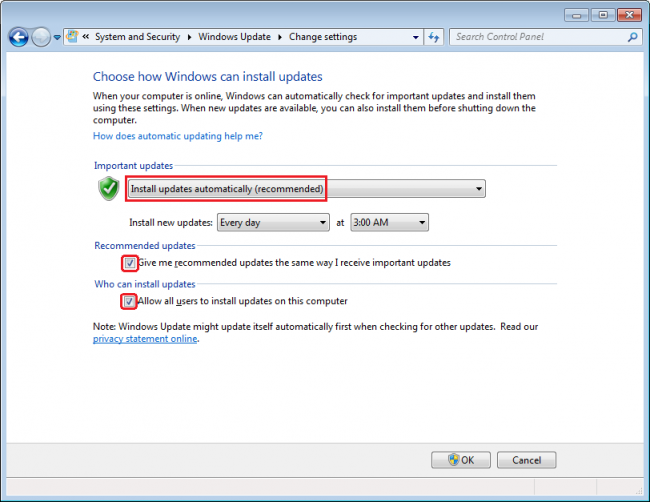 « System and Security ▸ Windows Update ▸ Change settings
Search Control Panel
Choose how Windows can install updates
When your computer is online, Windows can automatically check for important updates and install them
using these settings. When new updates are available, you can also install them before shutting down the
computer.
How does automatic updating help me?
Important updates
Install updates automatically (recommended)
Install new updates: Every day at 3:00 AM
Recommended updates
Give me recommended updates the same way I receive important updates
Who can install updates
Allow all users to install updates on this computer
Note: Windows Update might update itself automatically first when checking for other updates. Read our
privacy statement online.
OK Cancel